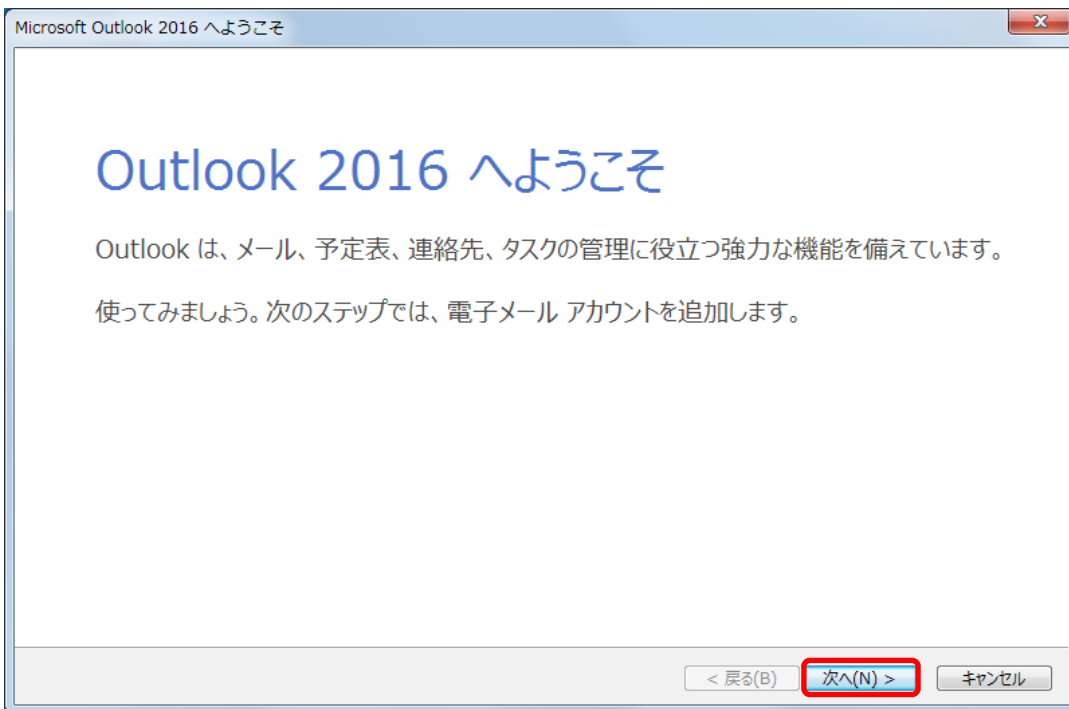 Microsoft Outlook 2016 へようこそ
Outlook 2016 へようこそ
Outlook は、メール、予定表、連絡先、タスクの管理に役立つ強力な機能を備えています。
使ってみましょう。次のステップでは、電子メール アカウントを追加します。
< 戻る(B) 次へ(N) > キャンセル